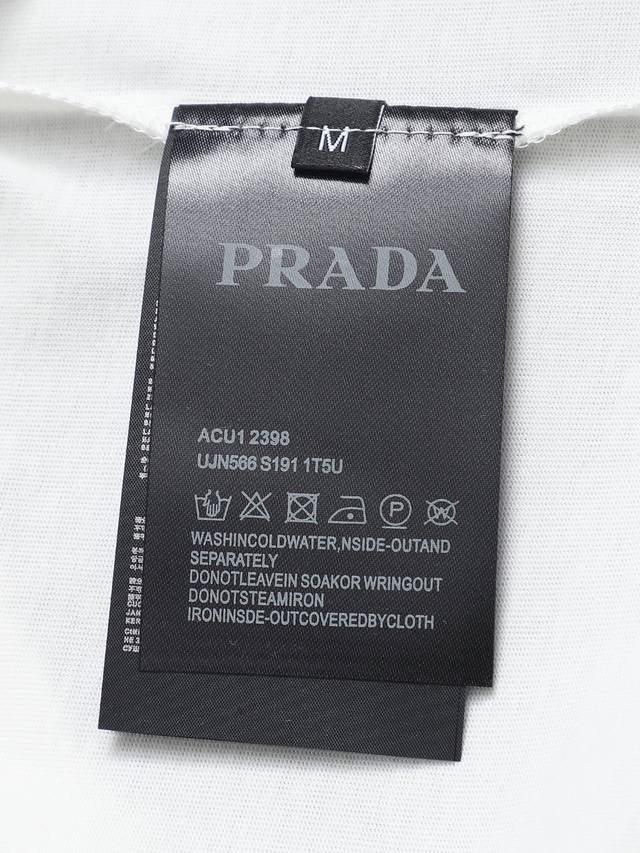 M
PRADA
ACU1 2398
UJN566 S191 1T5U
P
W
WASHINCOLDWATER,NSIDE-OUTAND
SEPARATELY
DONOTLEAVEIN SOAKOR WRINGOUT
DONOTSTEAMIRON
IRONINSDE-OUTCOVEREDBYCLOTH